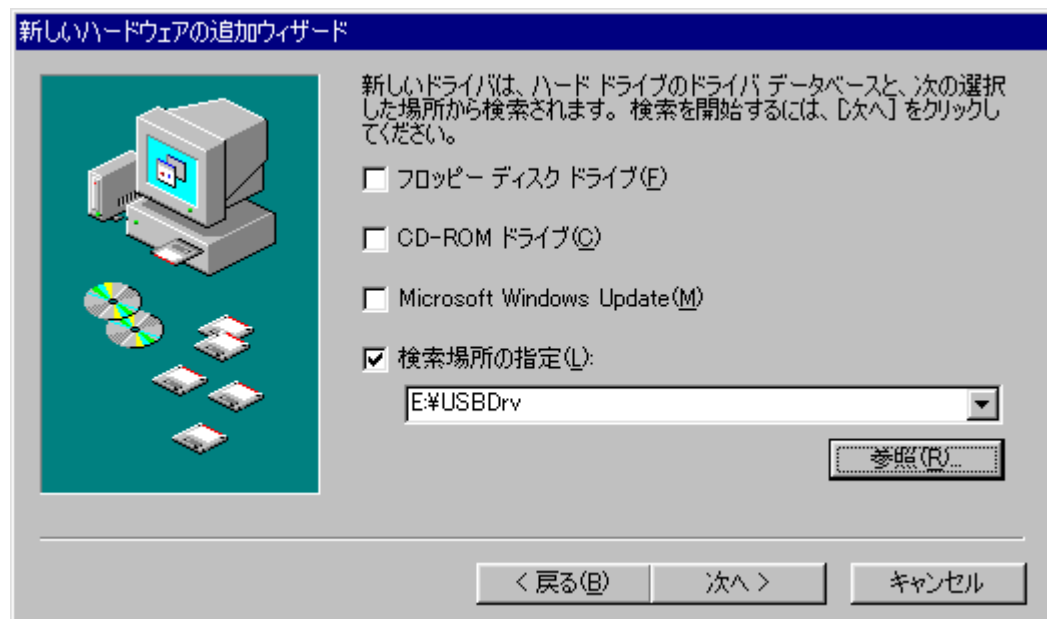 新しいハードウェアの追加ウィザード
新しいドライバは、ハード ドライブのドライバ データベースと、次の選択
した場所から検索されます。 検索を開始するには、[次へ] をクリックし
てください。
フロッピー ディスク ドライブ(F)
CD-ROM ドライブ(C)
Microsoft Windows Update(M)
検索場所の指定(L):
E:¥USBDrv
参照(R)...
< 戻る(B)
次へ >
キャンセル